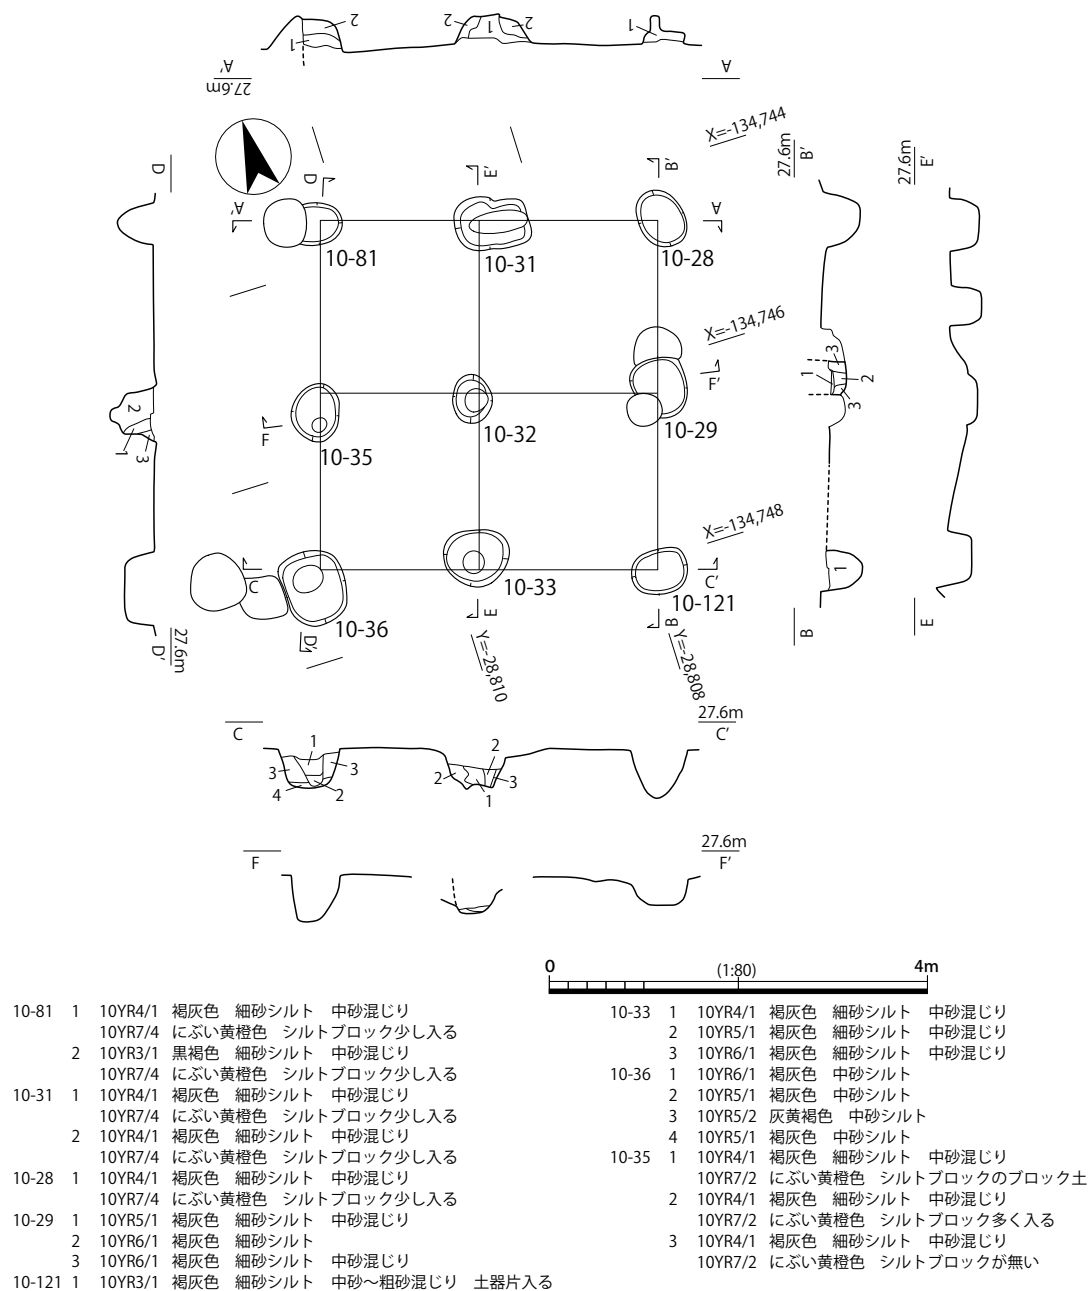 1 2 2 1 2 1
A' A
27.6m
X=-134,744
D
27.6m
B'
27.6m
E'
D E' B'
A' A
10-81 10-31 10-28
X=-134,746
F'
F
10-35 10-32 10-29
3
1 2
3
2
1 3
X=-134,748
C C'
10-36 10-33 10-121
1
D' E B
27.6m
D'
Y=-28,810
Y=-28,808
B E
27.6m
C C'
1 2
3 3 2 3
4 2 1
27.6m
F F'
0 (1:80) 4m
10-81 1 10YR4/1 褐灰色 細砂シルト 中砂混じり
10YR7/4 にぶい黄橙色 シルトブロック少し入る
2 10YR3/1 黒褐色 細砂シルト 中砂混じり
10YR7/4 にぶい黄橙色 シルトブロック少し入る
10-31 1 10YR4/1 褐灰色 細砂シルト 中砂混じり
10YR7/4 にぶい黄橙色 シルトブロック少し入る
2 10YR4/1 褐灰色 細砂シルト 中砂混じり
10YR7/4 にぶい黄橙色 シルトブロック少し入る
10-28 1 10YR4/1 褐灰色 細砂シルト 中砂混じり
10YR7/4 にぶい黄橙色 シルトブロック少し入る
10-29 1 10YR5/1 褐灰色 細砂シルト 中砂混じり
2 10YR6/1 褐灰色 細砂シルト
3 10YR6/1 褐灰色 細砂シルト 中砂混じり
10-121 1 10YR3/1 褐灰色 細砂シルト 中砂～粗砂混じり 土器片入る
10-33 1 10YR4/1 褐灰色 細砂シルト 中砂混じり
2 10YR5/1 褐灰色 細砂シルト 中砂混じり
3 10YR6/1 褐灰色 細砂シルト 中砂混じり
10-36 1 10YR6/1 褐灰色 中砂シルト
2 10YR5/1 褐灰色 中砂シルト
3 10YR5/2 灰黄褐色 中砂シルト
4 10YR5/1 褐灰色 中砂シルト
10-35 1 10YR4/1 褐灰色 細砂シルト 中砂混じり
10YR7/2 にぶい黄橙色 シルトブロックのブロック土
2 10YR4/1 褐灰色 細砂シルト 中砂混じり
10YR7/2 にぶい黄橙色 シルトブロック多く入る
3 10YR4/1 褐灰色 細砂シルト 中砂混じり
10YR7/2 にぶい黄橙色 シルトブロックが無い